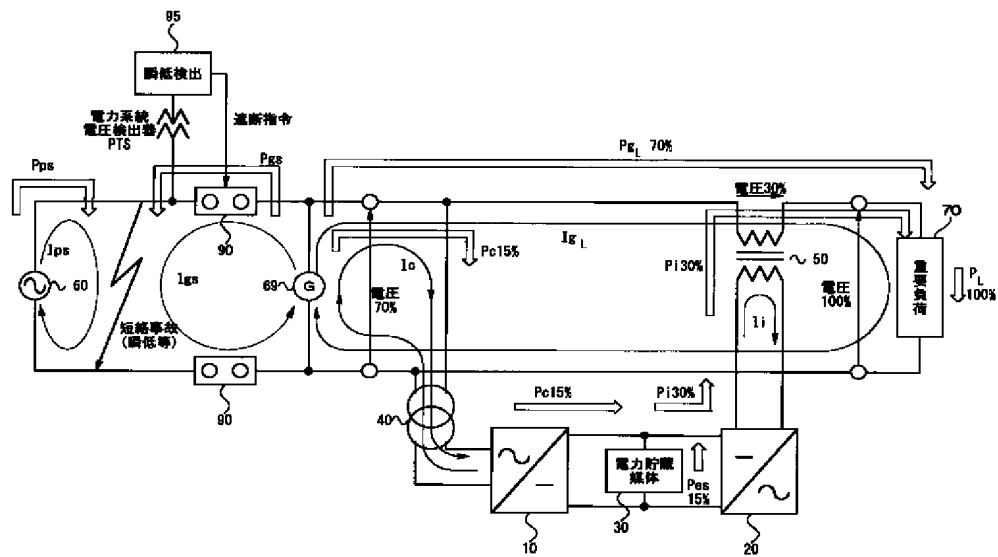 95
瞬低検出
電力系統
電圧検出器
PTS
遮断指令
Pps
Pgs
PgL 70%
電圧30%
70
90
Ips
Igs
60
69
G
Ic
Pc15%
IgL
Pi30%
50
電圧
70%
電圧
100%
Ii
重要負荷
PL
100%
短絡事故
(瞬低等)
90
40
Pc15%
Pi30%
電力貯蔵
媒体
Pes
15%
10
30
20